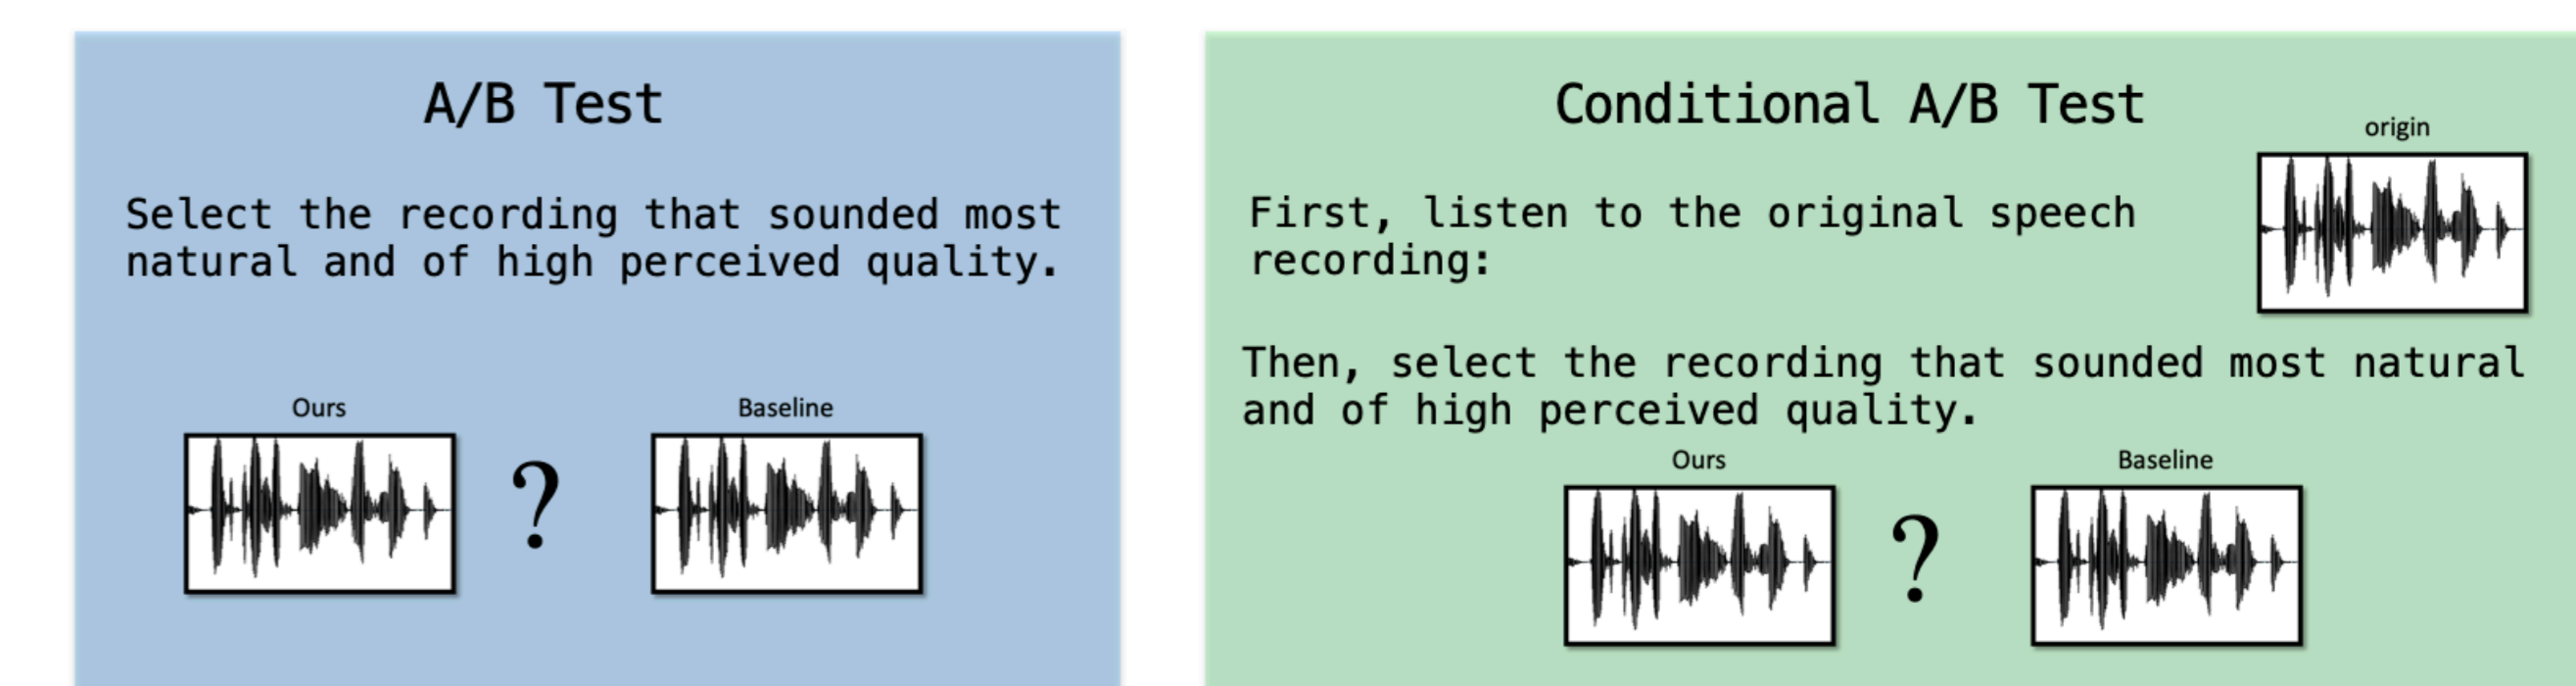 A/B Test
Select the recording that sounded most
natural and of high perceived quality.
Ours
?
Baseline
Conditional A/B Test
origin
First, listen to the original speech
recording:
Then, select the recording that sounded most natural
and of high perceived quality.
Ours
?
Baseline